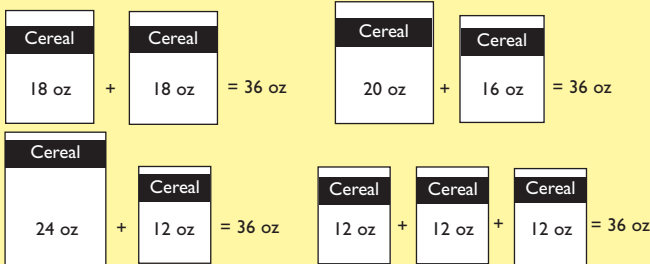 Cereal Cereal
18 oz + 18 oz = 36 oz
Cereal Cereal
20 oz + 16 oz = 36 oz
Cereal Cereal
24 oz + 12 oz = 36 oz
Cereal Cereal Cereal
12 oz + 12 oz + 12 oz = 36 oz